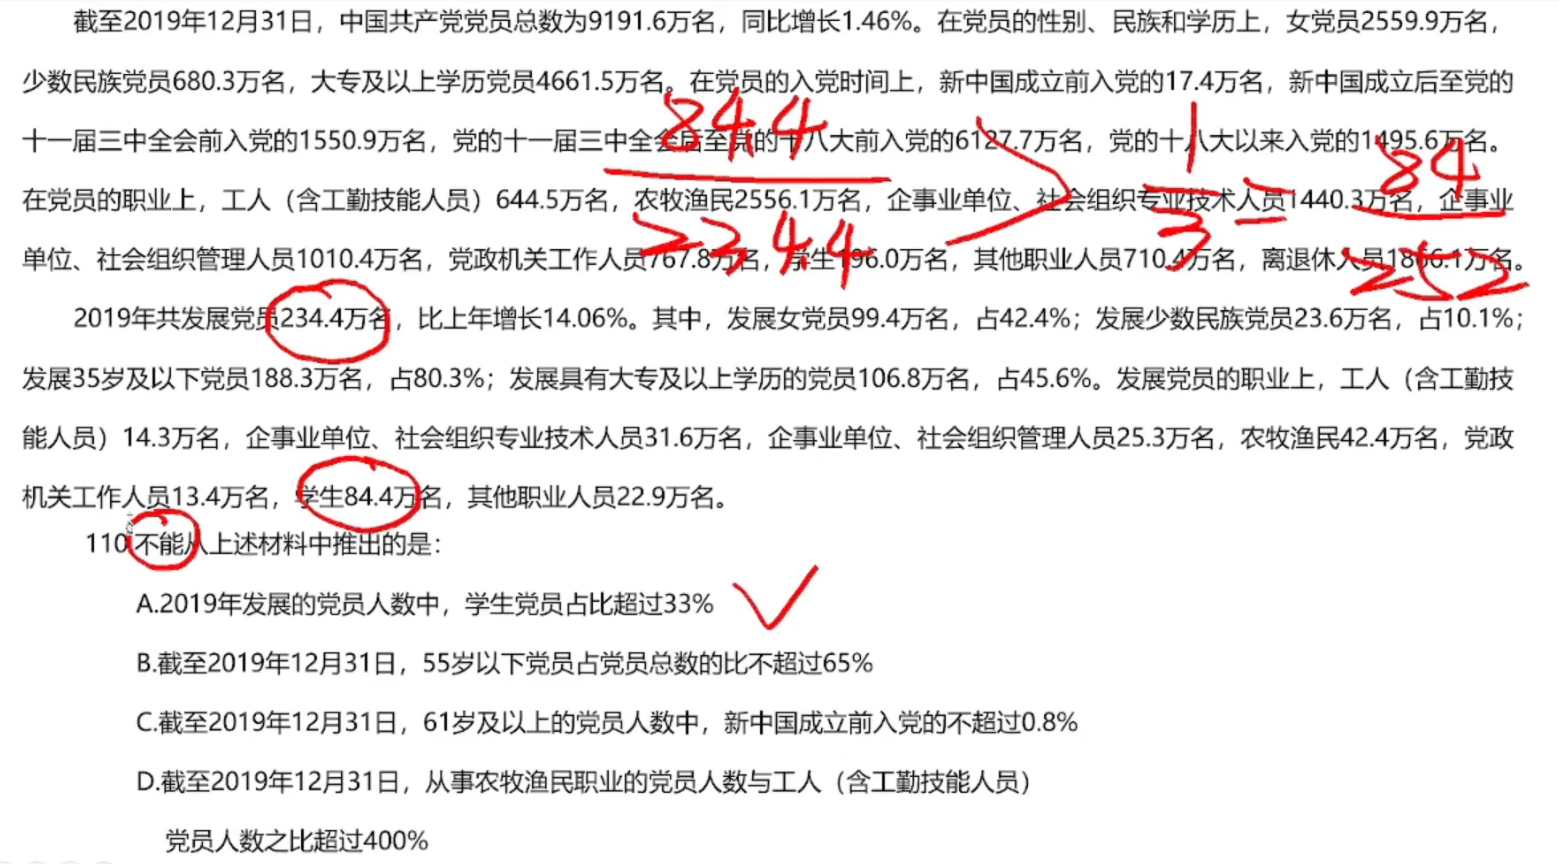 截至2019年12月31日，中国共产党党员总数为9191.6万名，同比增长1.46%。在党员的性别、民族和学历上，女党员2559.9万名，
少数民族党员680.3万名，大专及以上学历党员4661.5万名。在党员的入党时间上，新中国成立前入党的17.4万名，新中国成立后至党的
十一届三中全会前入党的1550.9万名，党的十一届三中全会后至党的十八大前入党的6127.7万名，党的十八大以来入党的1495.6万名。
84.4
1
84
在党员的职业上，工人（含工勤技能人员）644.5万名，农牧渔民2556.1万名，企事业单位、社会组织专业技术人员1440.3万名，企事业
234.4
3
=
252
单位、社会组织管理人员1010.4万名，党政机关工作人员767.8万名，学生196.0万名，其他职业人员710.4万名，离退休人员1866.1万名。
2019年共发展党员234.4万名，比上年增长14.06%。其中，发展女党员99.4万名，占42.4%；发展少数民族党员23.6万名，占10.1%；
发展35岁及以下党员188.3万名，占80.3%；发展具有大专及以上学历的党员106.8万名，占45.6%。发展党员的职业上，工人（含工勤技
能人员）14.3万名，企事业单位、社会组织专业技术人员31.6万名，企事业单位、社会组织管理人员25.3万名，农牧渔民42.4万名，党政
机关工作人员13.4万名，学生84.4万名，其他职业人员22.9万名。
110不能从上述材料中推出的是：
A.2019年发展的党员人数中，学生党员占比超过33%
B.截至2019年12月31日，55岁以下党员占党员总数的比不超过65%
C.截至2019年12月31日，61岁及以上的党员人数中，新中国成立前入党的不超过0.8%
D.截至2019年12月31日，从事农牧渔民职业的党员人数与工人（含工勤技能人员）
党员人数之比超过400%